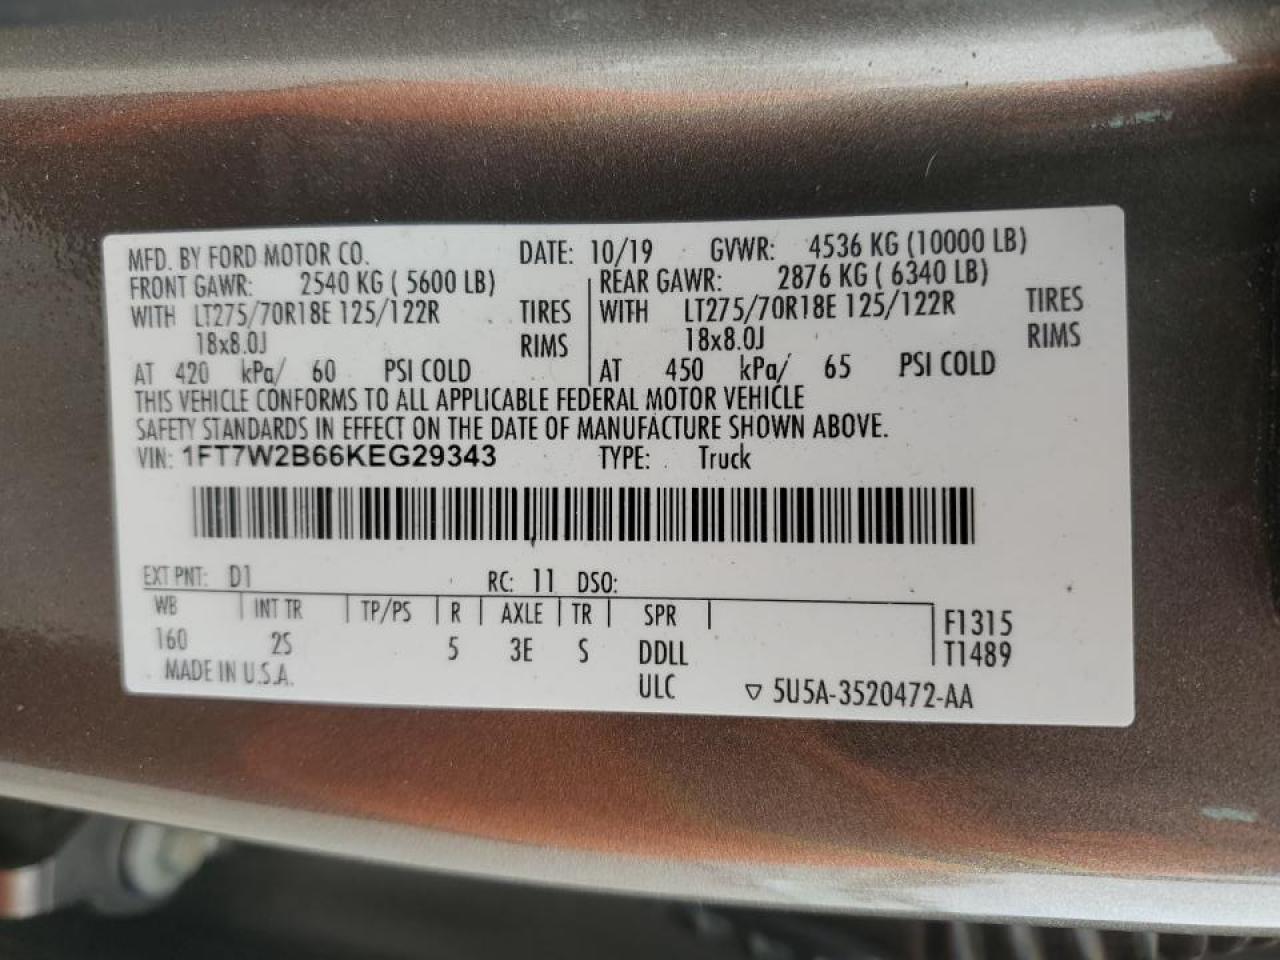 MFD. BY FORD MOTOR CO. DATE: 10/19 GVWR: 4536 KG (10000 LB)
FRONT GAWR: 2540 KG ( 5600 LB) REAR GAWR: 2876 KG ( 6340 LB)
WITH LT275/70R18E 125/122R TIRES WITH LT275/70R18E 125/122R TIRES
18x8.0J RIMS 18x8.0J RIMS
AT 420 kPa/ 60 PSI COLD AT 450 kPa/ 65 PSI COLD
THIS VEHICLE CONFORMS TO ALL APPLICABLE FEDERAL MOTOR VEHICLE
SAFETY STANDARDS IN EFFECT ON THE DATE OF MANUFACTURE SHOWN ABOVE.
VIN: 1FT7W2B66KEG29343 TYPE: Truck
EXT PNT: D1 RC: 11 DSO:
WB INT TR TP/PS R AXLE TR SPR F1315
160 2S 5 3E S DDLL T1489
MADE IN U.S.A. ULC ▽ 5U5A-3520472-AA